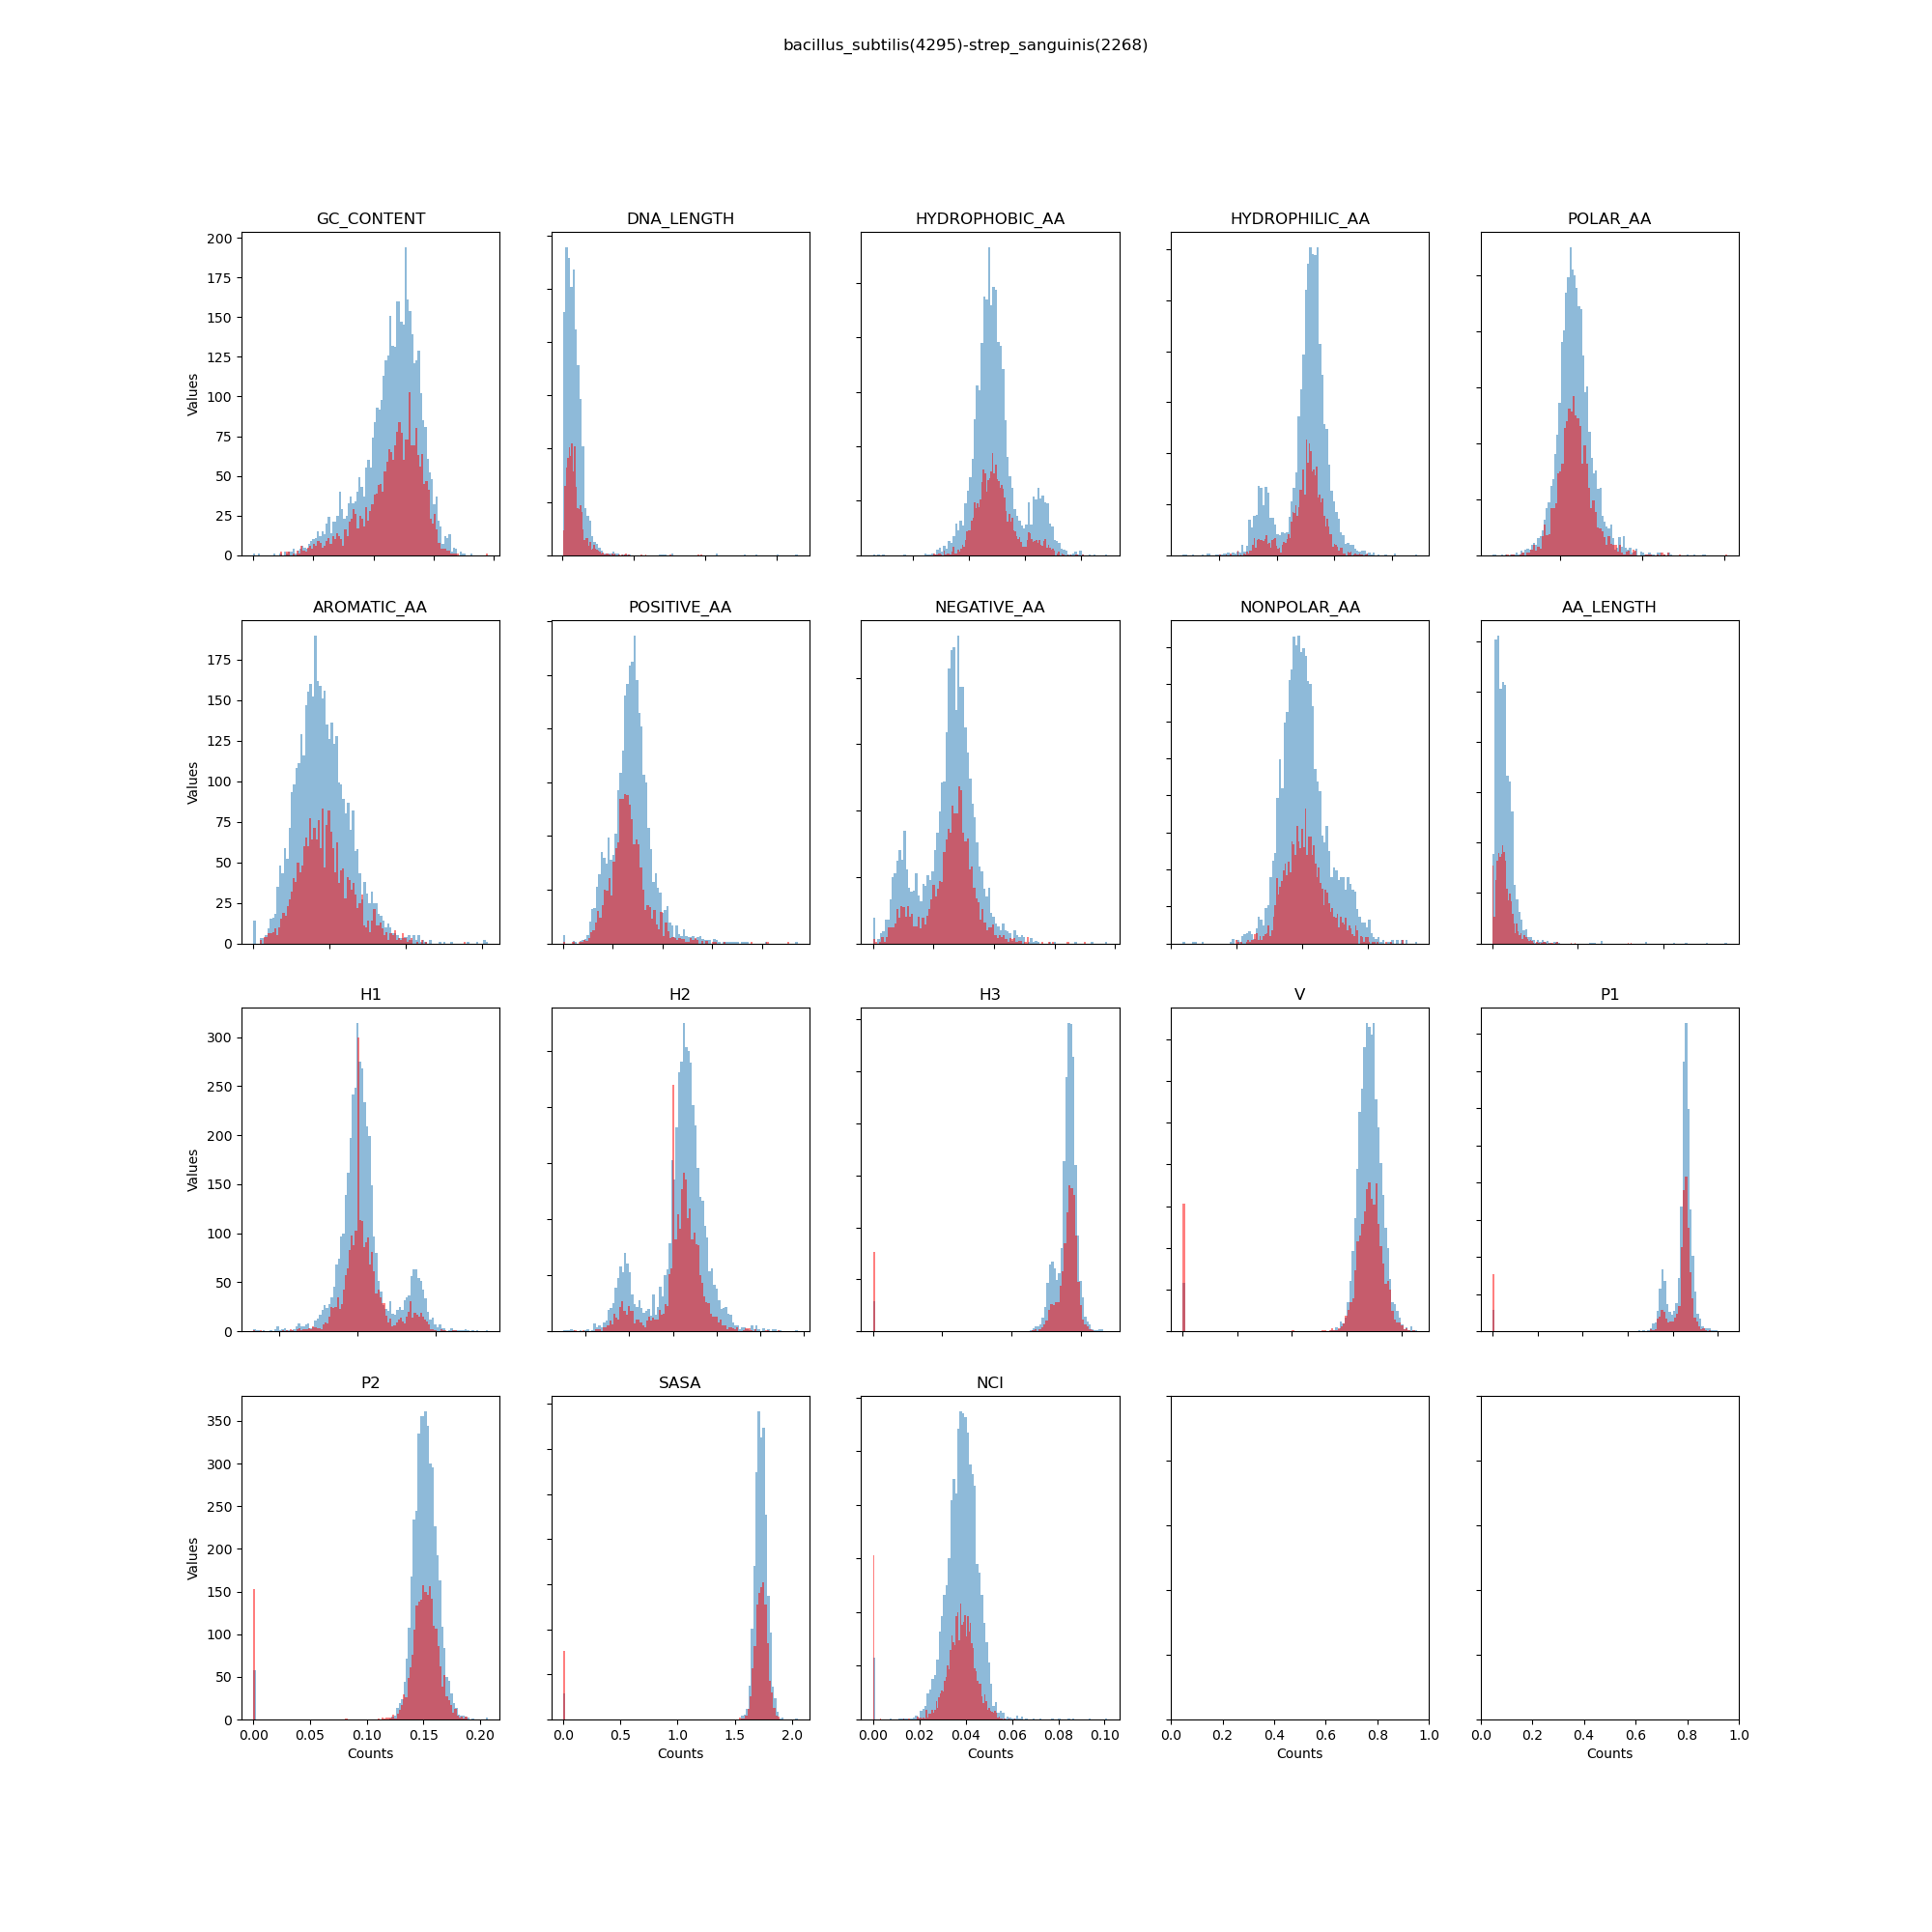 bacillus_subtilis(4295)-strep_sanguinis(2268)
GC_CONTENT DNA_LENGTH HYDROPHOBIC_AA HYDROPHILIC_AA POLAR_AA
200
175
150
125
100
75
50
25
0
Values
AROMATIC_AA POSITIVE_AA NEGATIVE_AA NONPOLAR_AA AA_LENGTH
175
150
125
100
75
50
25
0
Values
H1 H2 H3 V P1
300
250
200
150
100
50
0
Values
P2 SASA NCI
350
300
250
200
150
100
50
0
Values
0.00 0.05 0.10 0.15 0.20 0.0 0.5 1.0 1.5 2.0 0.00 0.02 0.04 0.06 0.08 0.10 0.0 0.2 0.4 0.6 0.8 1.0 0.0 0.2 0.4 0.6 0.8 1.0
Counts Counts Counts Counts Counts